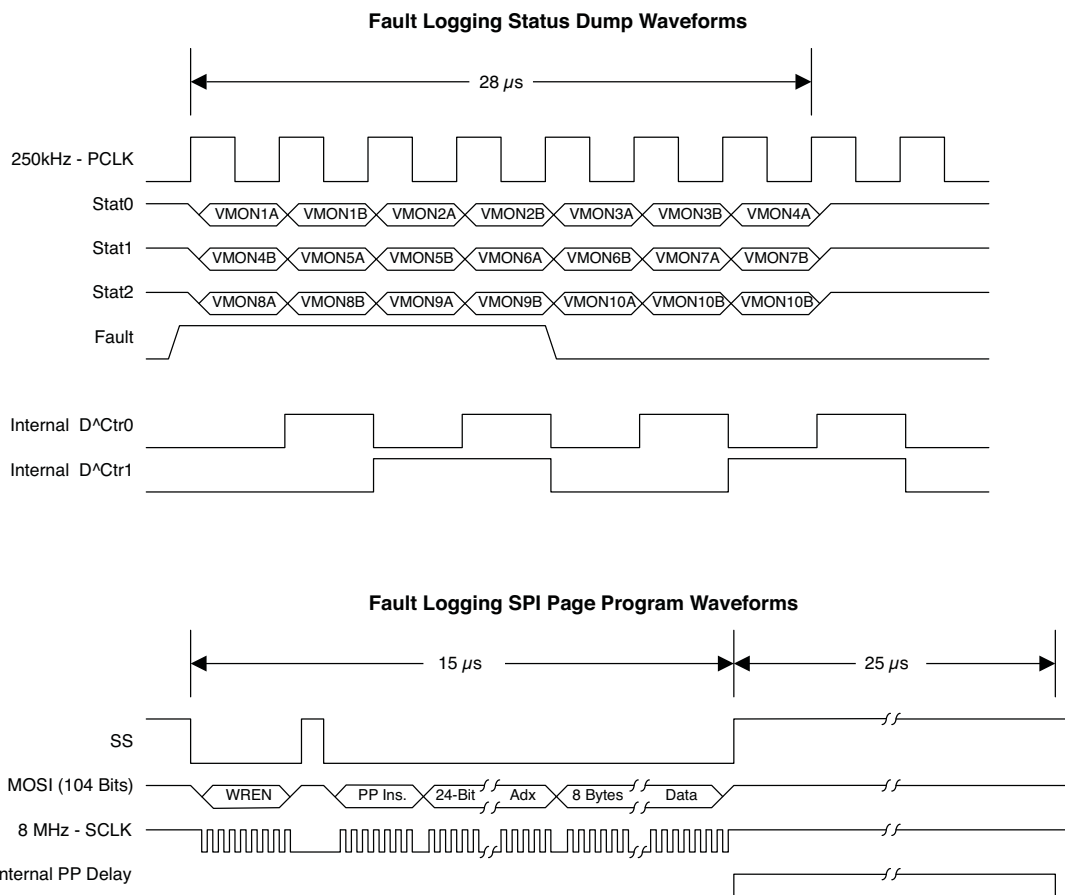 Fault Logging Status Dump Waveforms
28 µs
250kHz - PCLK
Stat0 VMON1A VMON1B VMON2A VMON2B VMON3A VMON3B VMON4A
Stat1 VMON4B VMON5A VMON5B VMON6A VMON6B VMON7A VMON7B
Stat2 VMON8A VMON8B VMON9A VMON9B VMON10A VMON10B VMON10B
Fault
Internal D^Ctr0
Internal D^Ctr1
Fault Logging SPI Page Program Waveforms
15 µs 25 µs
SS
MOSI (104 Bits) WREN PP Ins. 24-Bit Adx 8 Bytes Data
8 MHz - SCLK
nternal PP Delay